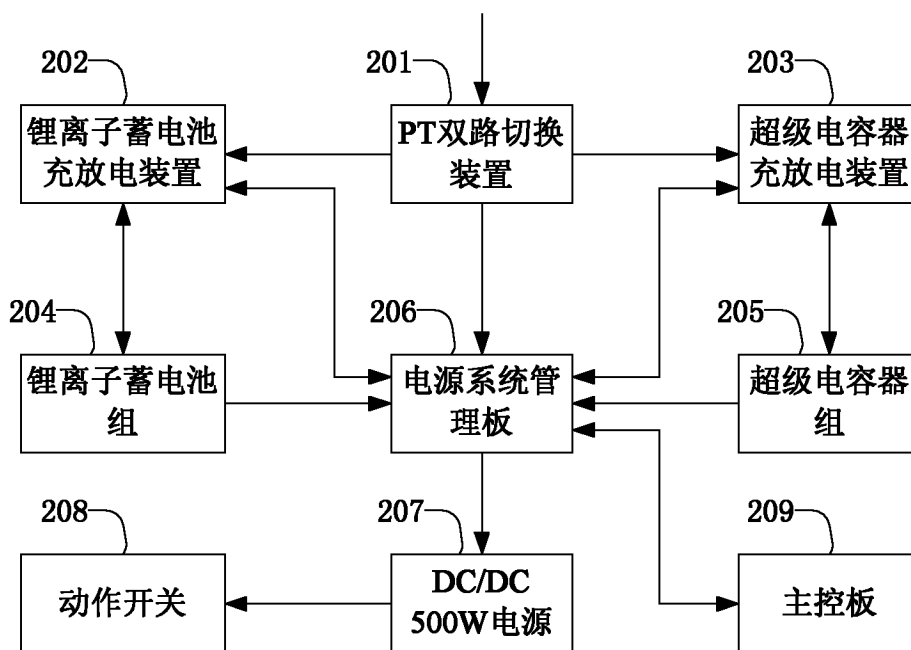 202
201
203
锂离子蓄电池
充放电装置
PT双路切换
装置
超级电容器
充放电装置
204
206
205
锂离子蓄电池
组
电源系统管
理板
超级电容器
组
208
207
209
动作开关
DC/DC
500W电源
主控板